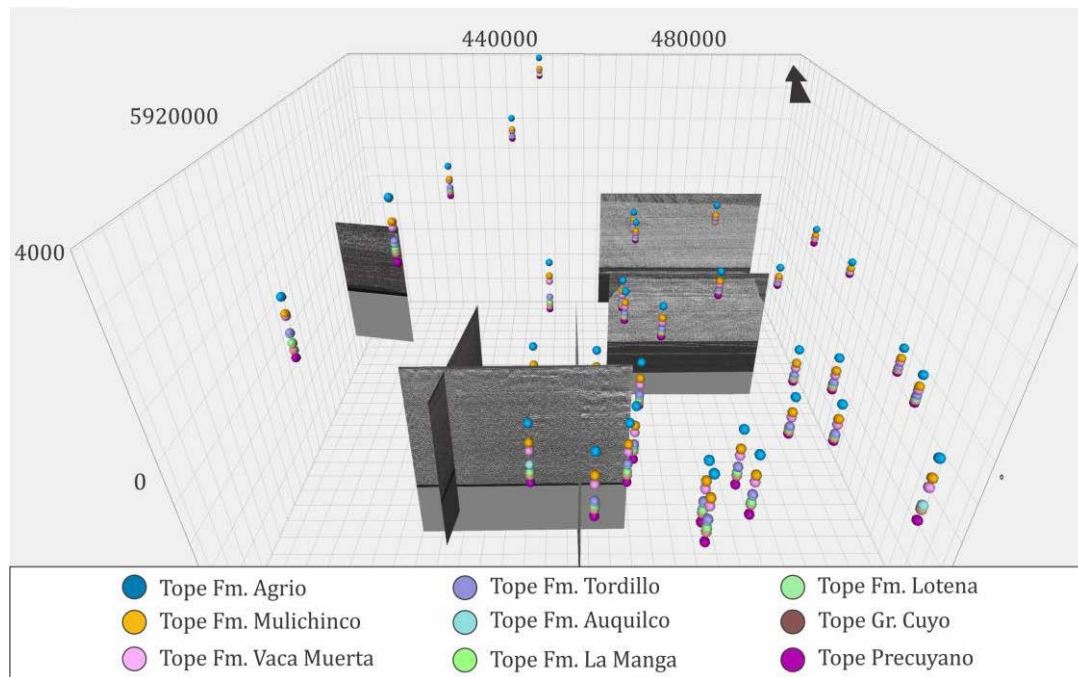 440000 480000
5920000
4000
0
Tope Fm. Agrio Tope Fm. Tordillo Tope Fm. Lotena
Tope Fm. Mulichinco Tope Fm. Auquilco Tope Gr. Cuyo
Tope Fm. Vaca Muerta Tope Fm. La Manga Tope Precuyano